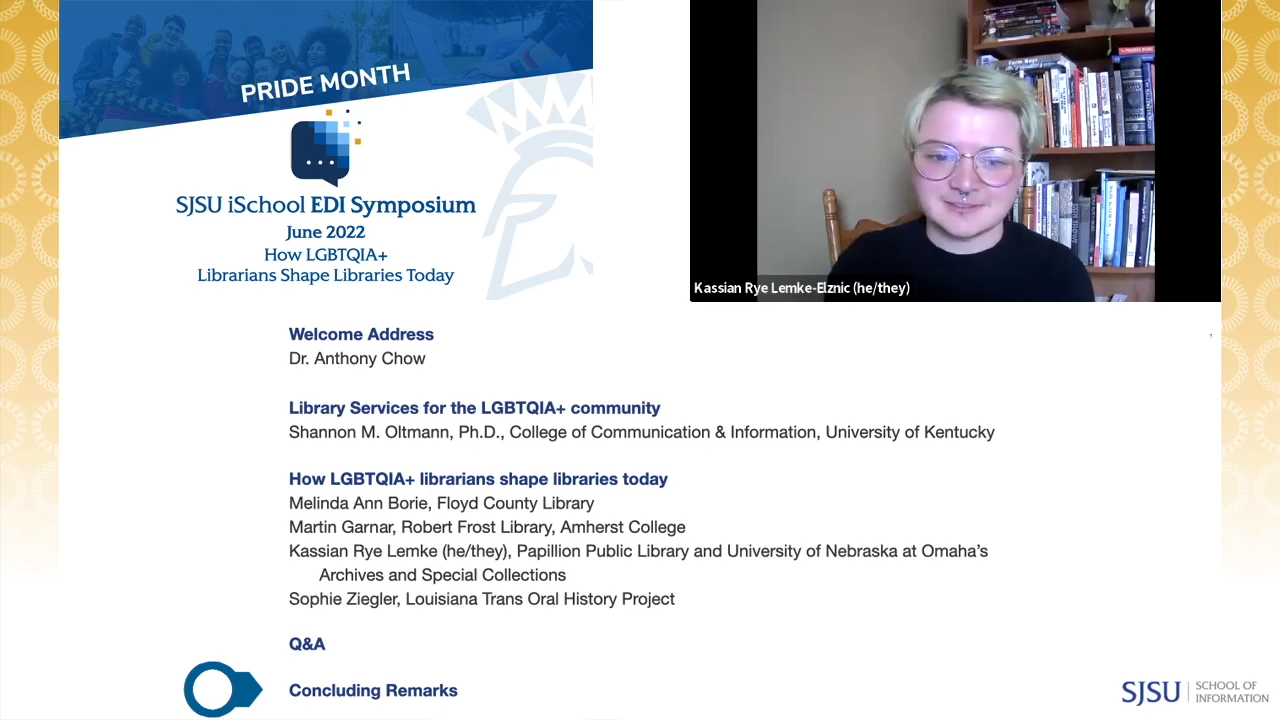 PRIDE MONTH
SJSU iSchool EDI Symposium
June 2022
How LGBTQIA+
Librarians Shape Libraries Today
Kassian Rye Lemke-Elznic (he/they)
Welcome Address
Dr. Anthony Chow
Library Services for the LGBTQIA+ community
Shannon M. Oltmann, Ph.D., College of Communication & Information, University of Kentucky
How LGBTQIA+ librarians shape libraries today
Melinda Ann Borie, Floyd County Library
Martin Garnar, Robert Frost Library, Amherst College
Kassian Rye Lemke (he/they), Papillion Public Library and University of Nebraska at Omaha’s
Archives and Special Collections
Sophie Ziegler, Louisiana Trans Oral History Project
Q&A
Concluding Remarks
SJSU
SCHOOL OF
INFORMATION